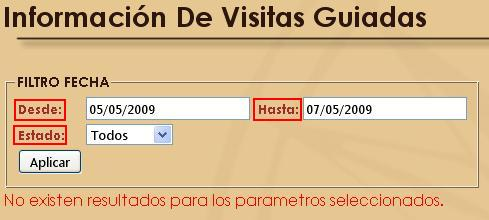 Información De Visitas Guiadas
FILTRO FECHA
Desde: 05/05/2009 Hasta: 07/05/2009
Estado: Todos
Aplicar
No existen resultados para los parametros seleccionados.